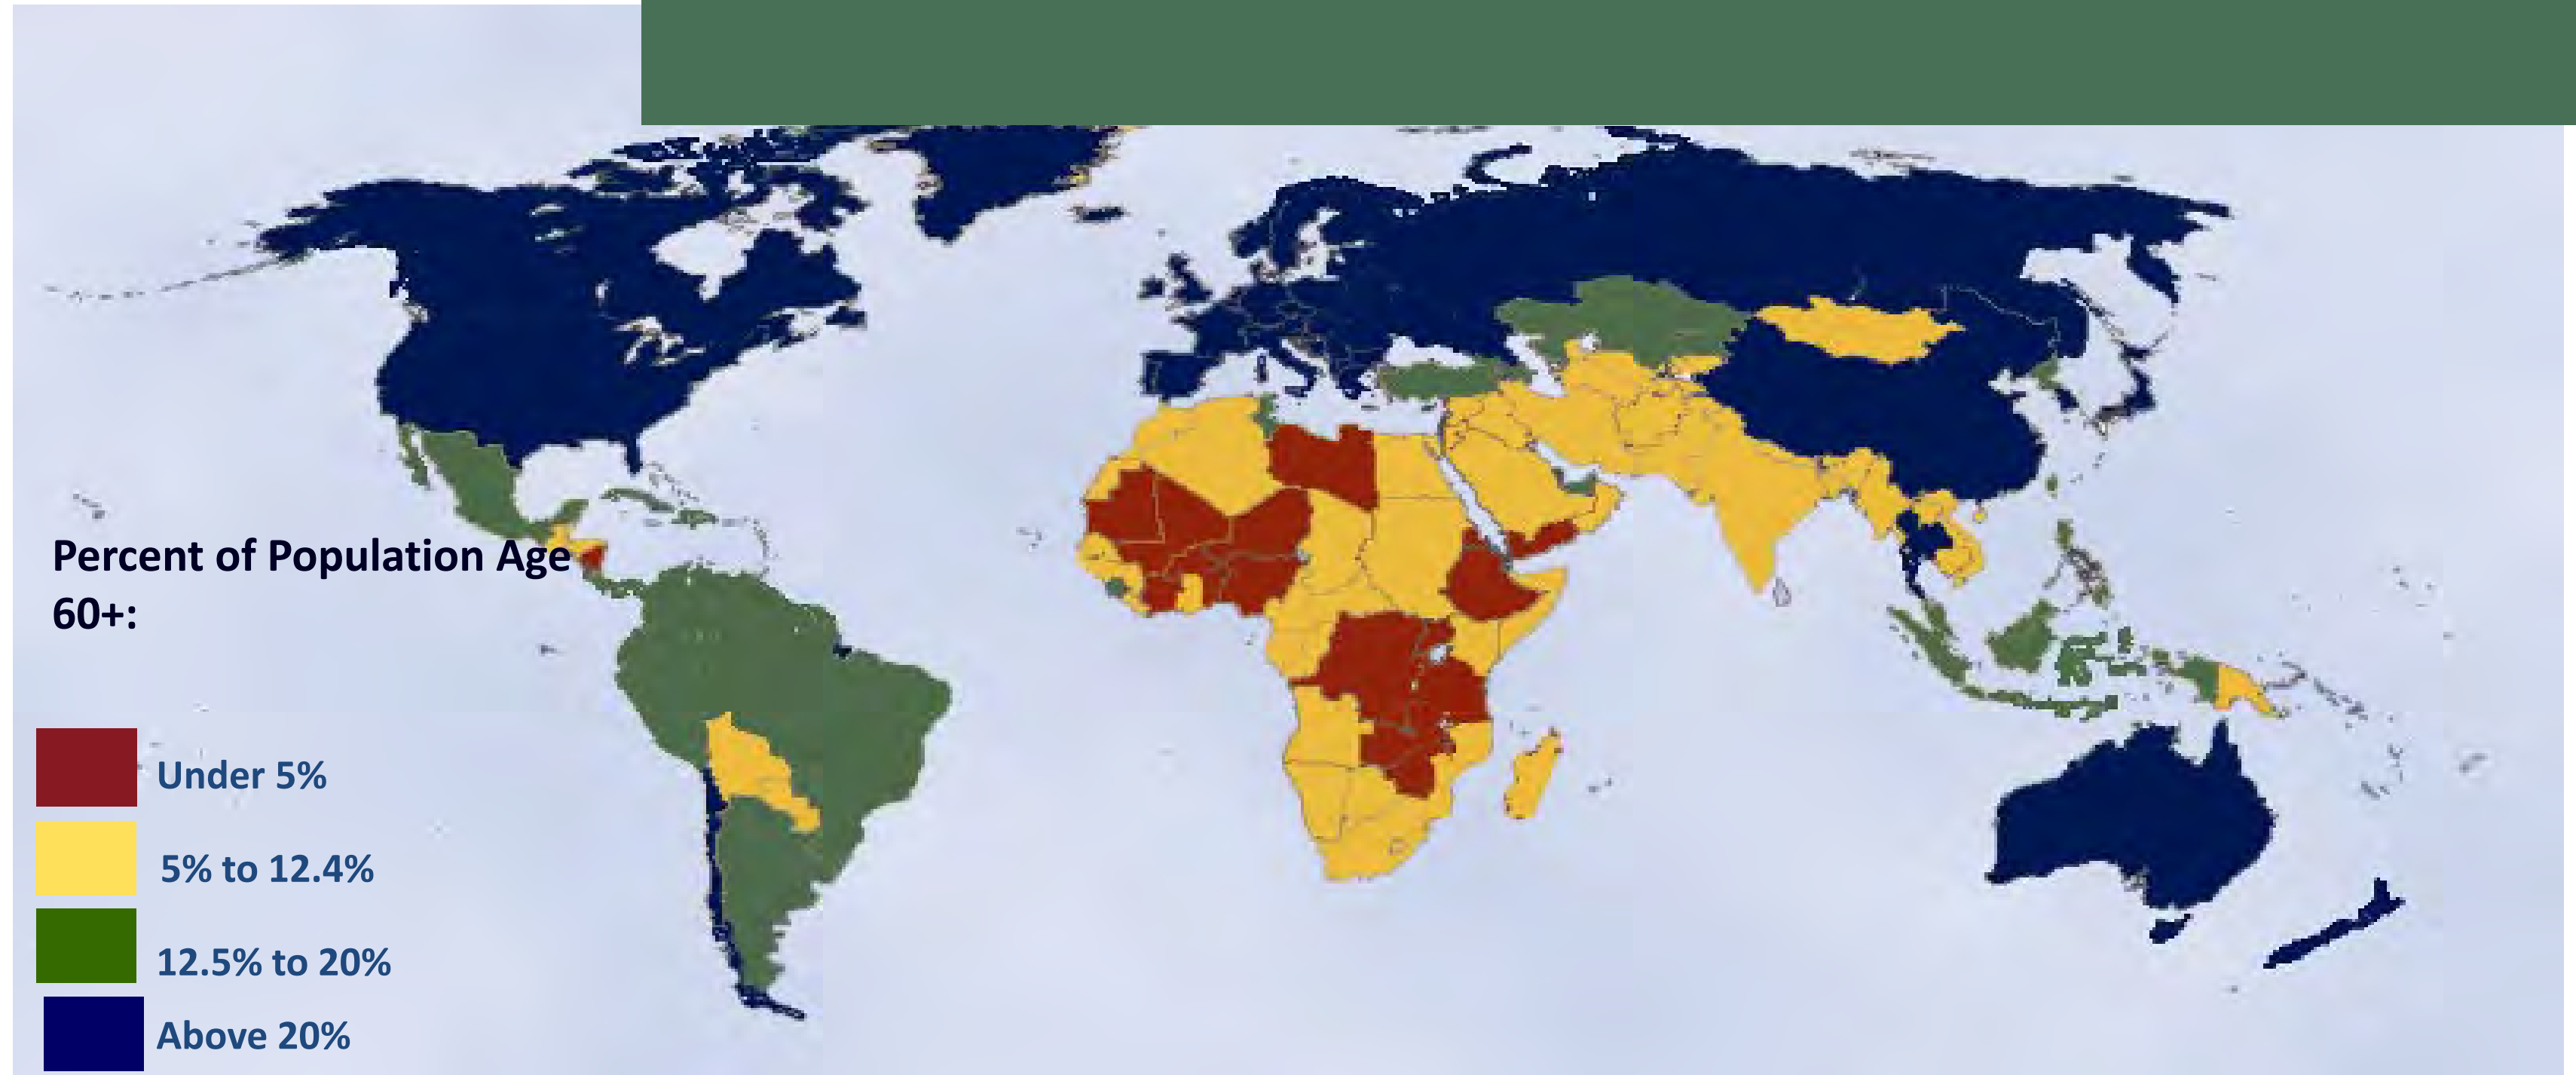 Percent of Population Age
60+:
Under 5%
5% to 12.4%
12.5% to 20%
Above 20%